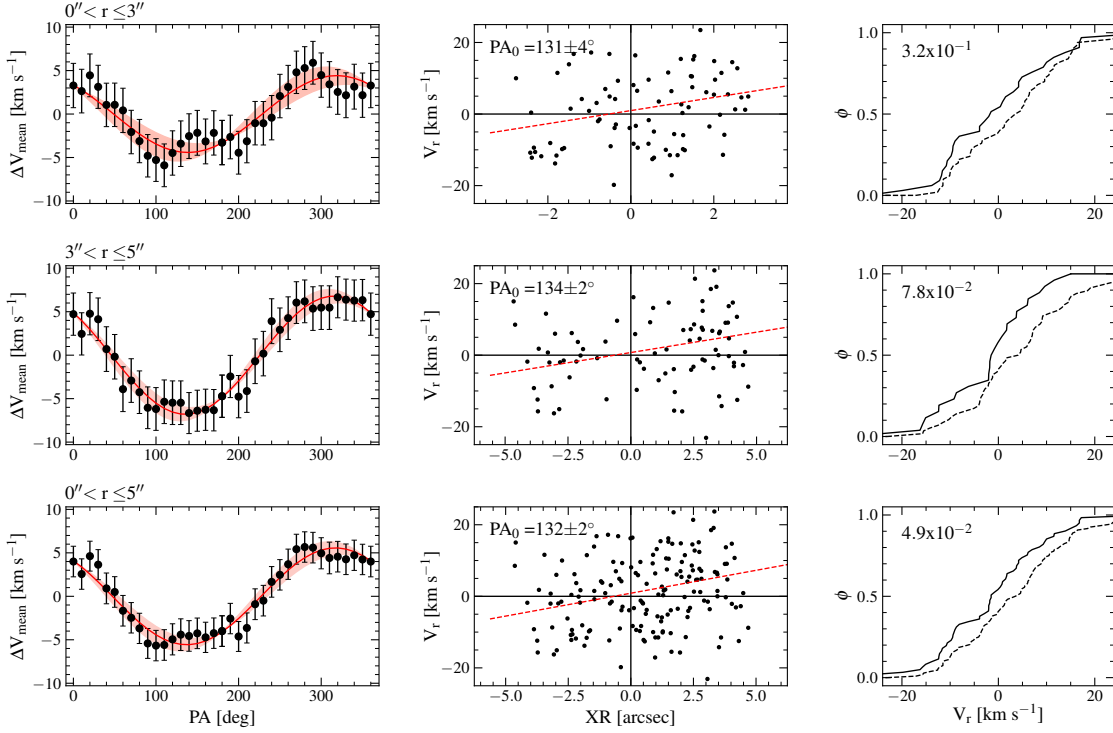 0″< r ≤3″
10
5
0
−5
−10
ΔV_mean [km s⁻¹]
0 100 200 300
PA₀ =131±4°
20
0
−20
V_r [km s⁻¹]
−2 0 2
3.2x10⁻¹
1.0
0.5
0.0
ϕ
−20 0 20
3″< r ≤5″
10
5
0
−5
−10
ΔV_mean [km s⁻¹]
0 100 200 300
PA₀ =134±2°
20
0
−20
V_r [km s⁻¹]
−5.0 −2.5 0.0 2.5 5.0
7.8x10⁻²
1.0
0.5
0.0
ϕ
−20 0 20
0″< r ≤5″
10
5
0
−5
−10
ΔV_mean [km s⁻¹]
0 100 200 300
PA [deg]
PA₀ =132±2°
20
0
−20
V_r [km s⁻¹]
−5.0 −2.5 0.0 2.5 5.0
XR [arcsec]
4.9x10⁻²
1.0
0.5
0.0
ϕ
−20 0 20
V_r [km s⁻¹]